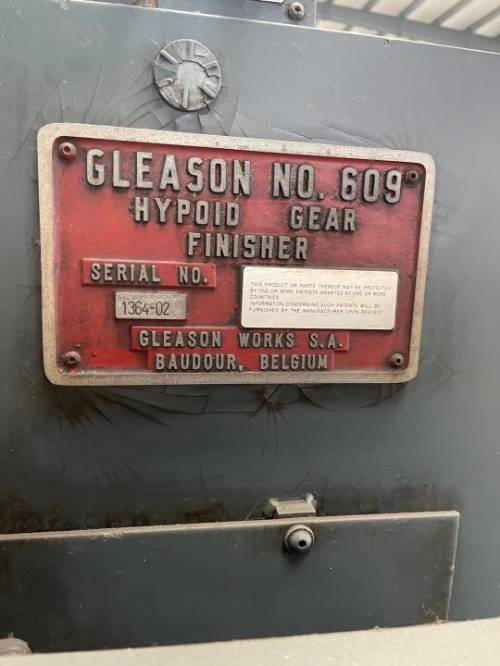 GLEASON NO. 609
HYPOID GEAR
FINISHER
SERIAL NO.
1364-02
THIS PRODUCT OR PARTS THEREOF MAY BE PROTECTED
BY ONE OR MORE PATENTS GRANTED BY ONE OR MORE
COUNTRIES
INFORMATION CONCERNING SUCH PATENTS WILL BE
FURNISHED BY THE MANUFACTURER UPON REQUEST
GLEASON WORKS S.A.
BAUDOUR, BELGIUM